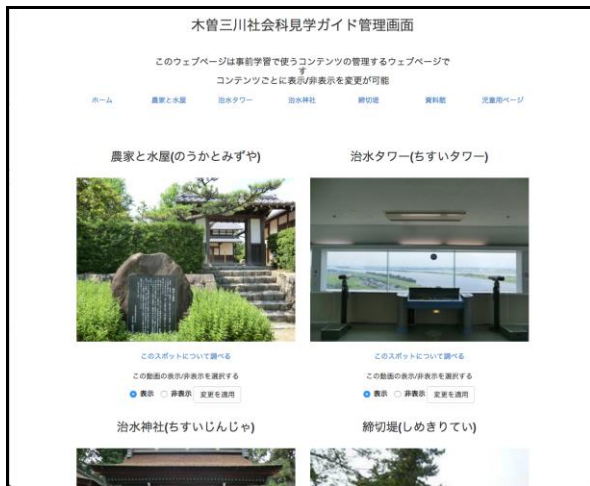 木曽三川社会科見学ガイド管理画面
このウェブページは事前学習で使うコンテンツの管理するウェブページで
す
コンテンツごとに表示/非表示を変更が可能
ホーム 農家と水屋 治水タワー 治水神社 締切堤 資料館 児童用ページ
農家と水屋(のうかとみずや) 治水タワー(ちすいタワー)
このスポットについて調べる このスポットについて調べる
この動画の表示/非表示を選択する この動画の表示/非表示を選択する
表示 非表示 変更を適用 表示 非表示 変更を適用
治水神社(ちすいじんじゃ) 締切堤(しめきりてい)